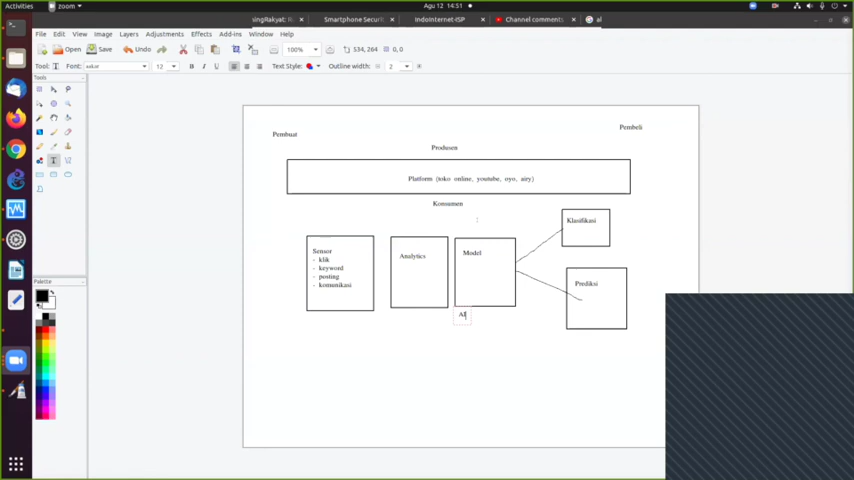 Activities
zoom
Agu 12 14:51
singRakyat: R
Smartphone Securi
IndoInternet-ISP
Channel comments
al
File Edit View Image Layers Adjustments Effects Add-ins Window Help
Open Save Undo 100% 534, 264 0, 0
Tool: Font: 12 B I U Text Style: Outline width: 2
Tools
Palette
Pembuat
Pembeli
Produsen
Platform (toko online, youtube, oyo, airy)
Konsumen
Klasifikasi
Sensor
- klik
- keyword
- posting
- komunikasi
Analytics
Model
Prediksi
AI